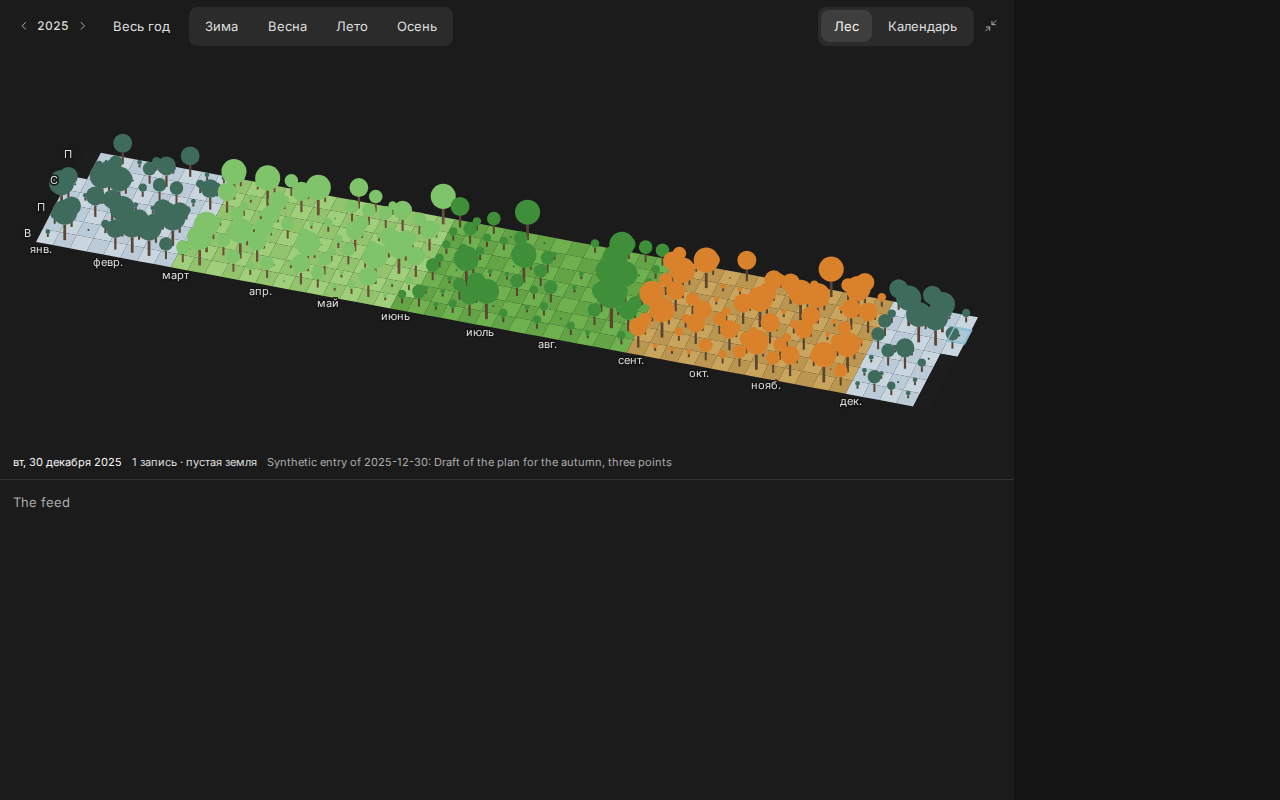 2025 Весь год Зима Весна Лето Осень Лес Календарь
П
С
П
В
янв.
февр.
март
апр.
май
июнь
июль
авг.
сент.
окт.
нояб.
дек.
вт, 30 декабря 2025 1 запись · пустая земля Synthetic entry of 2025-12-30: Draft of the plan for the autumn, three points
The feed